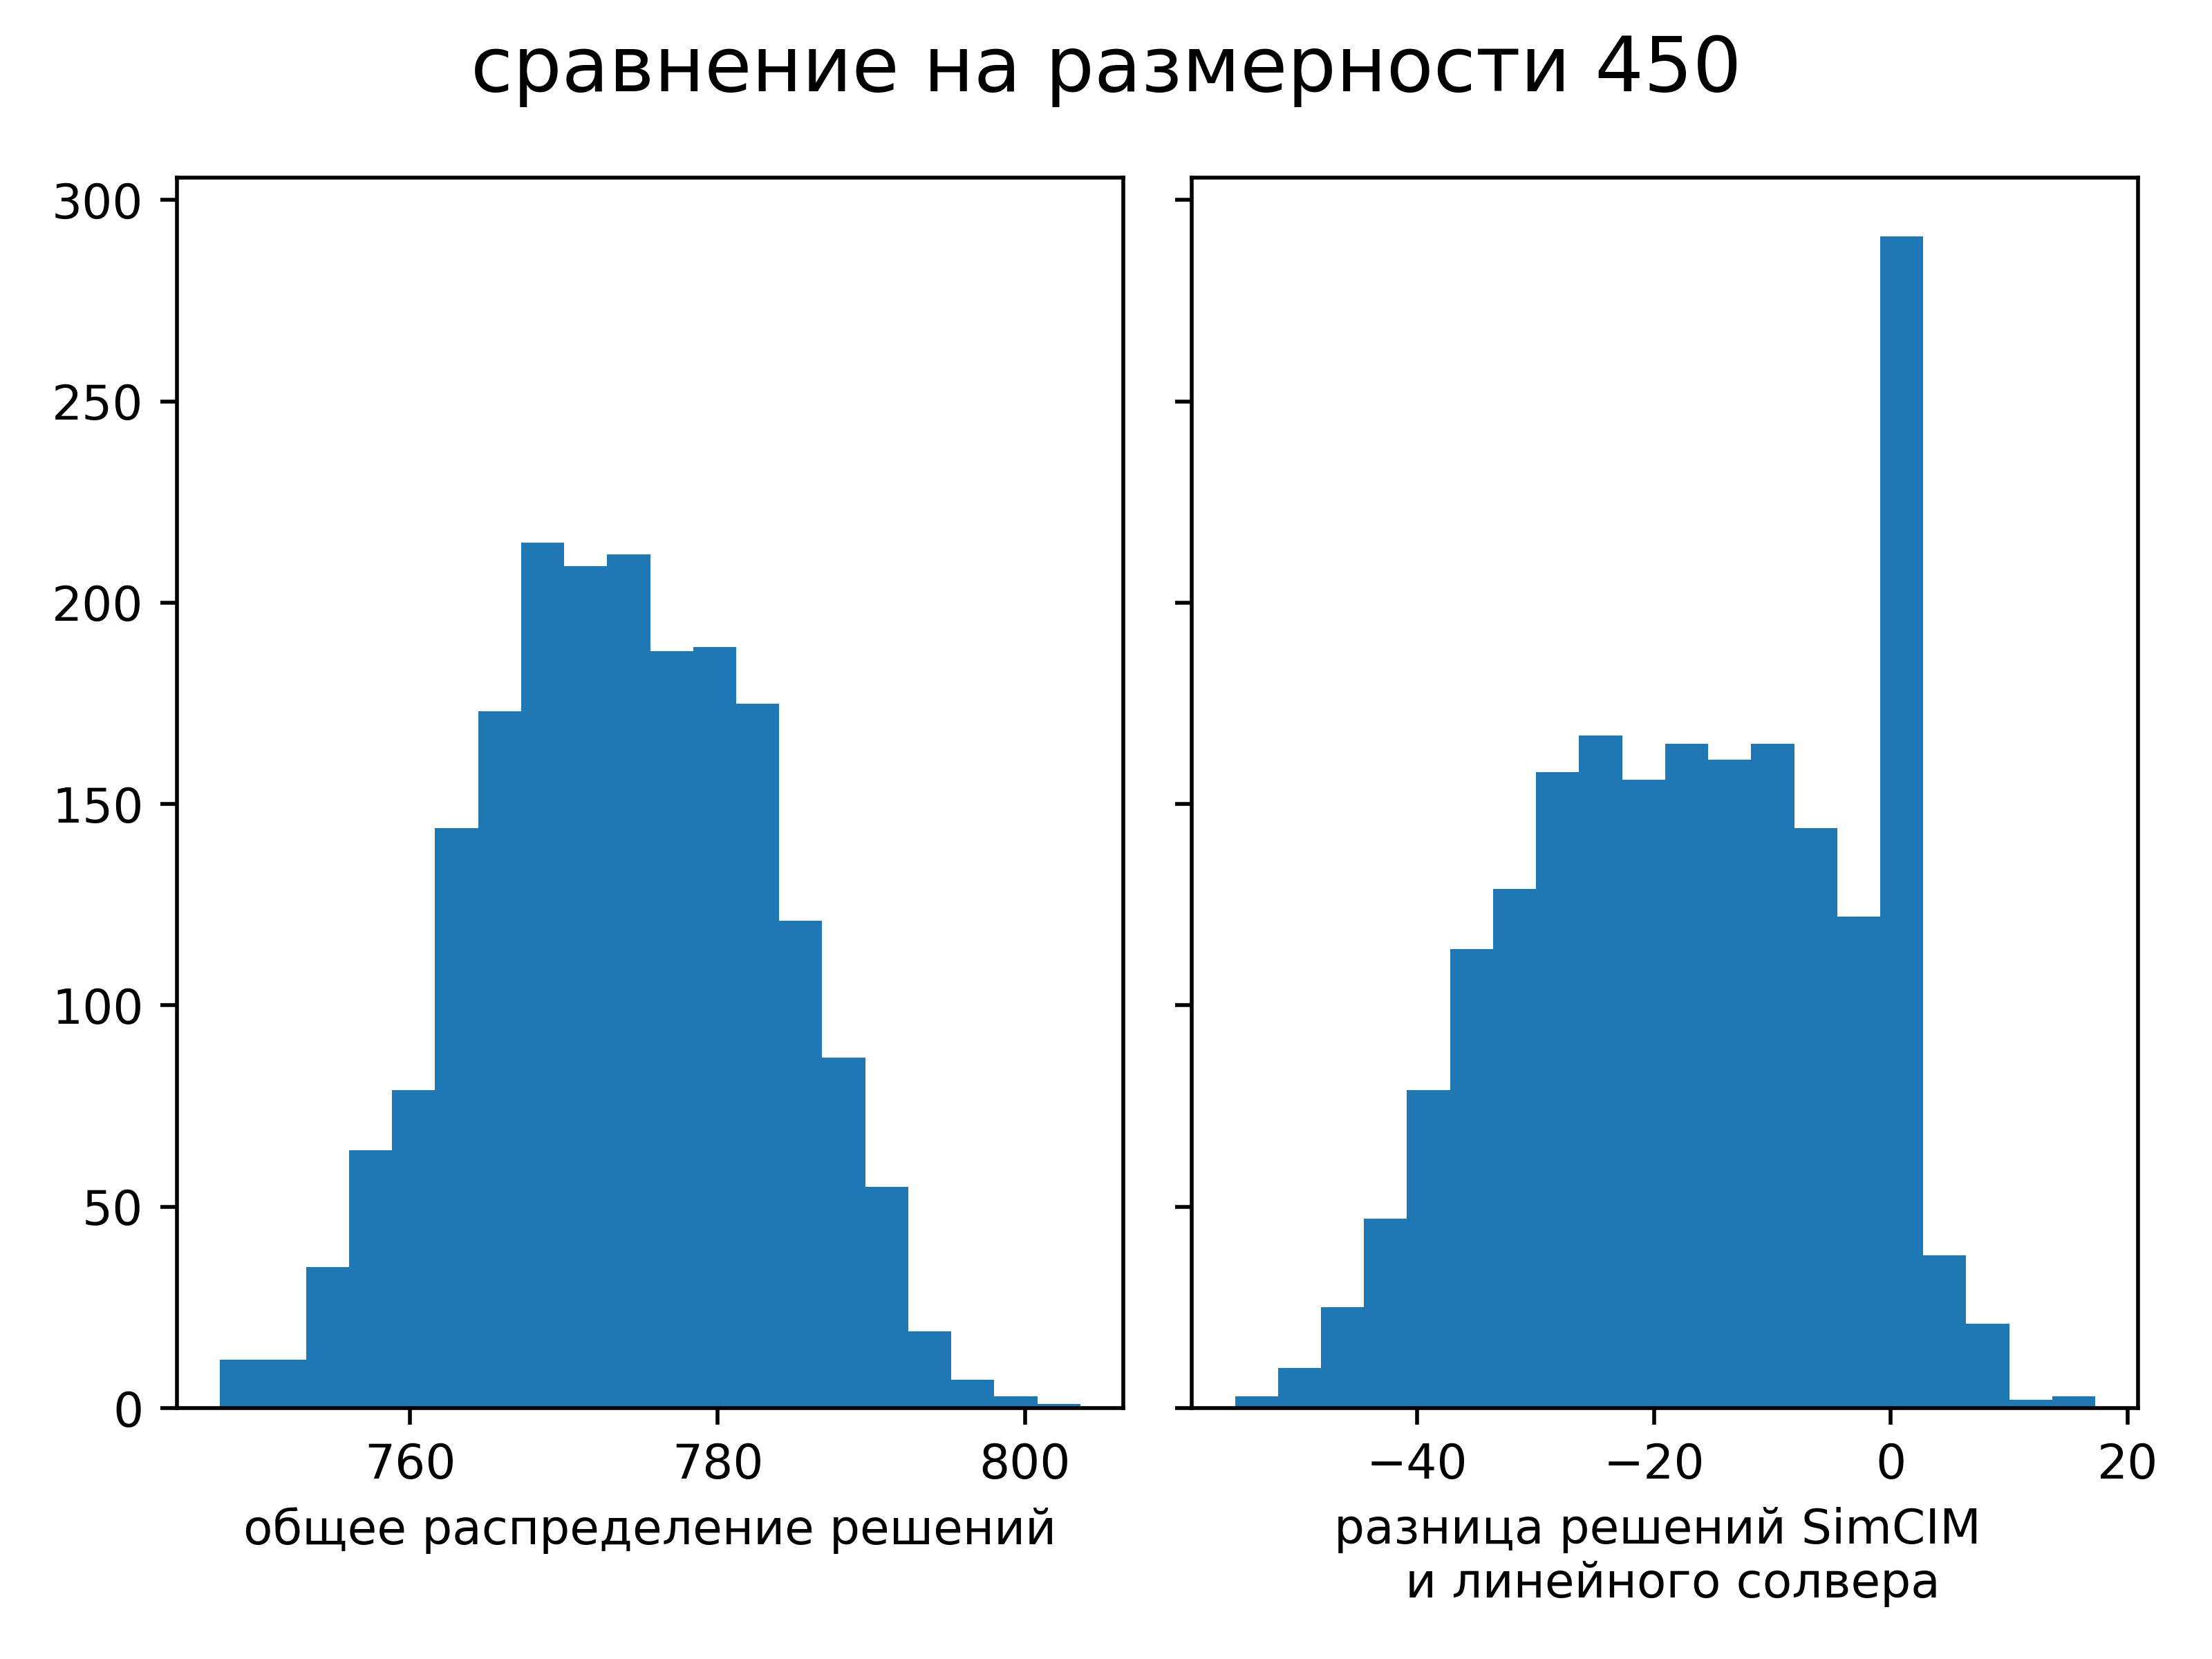 сравнение на размерности 450
300
250
200
150
100
50
0
760 780 800
−40 −20 0 20
общее распределение решений
разница решений SimCIM
и линейного солвера